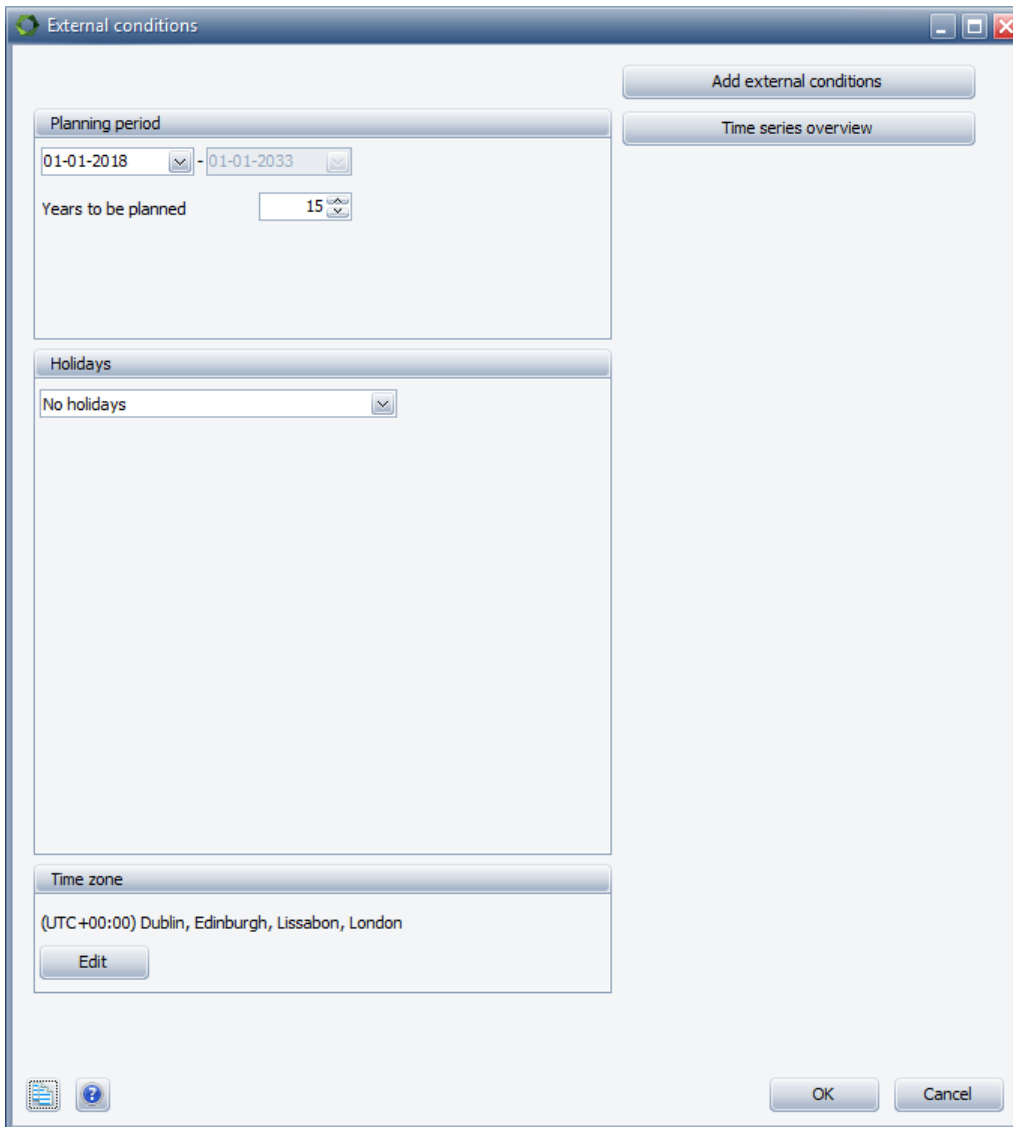 External conditions
Add external conditions
Planning period
Time series overview
01-01-2018 - 01-01-2033
Years to be planned 15
Holidays
No holidays
Time zone
(UTC+00:00) Dublin, Edinburgh, Lissabon, London
Edit
OK Cancel